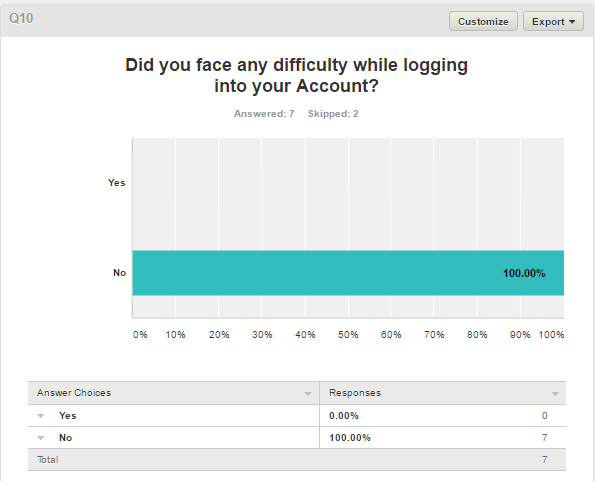 Q10
Customize
Export
Did you face any difficulty while logging
into your Account?
Answered: 7 Skipped: 2
Yes
No
100.00%
0% 10% 20% 30% 40% 50% 60% 70% 80% 90% 100%
Answer Choices Responses
Yes 0.00% 0
No 100.00% 7
Total 7